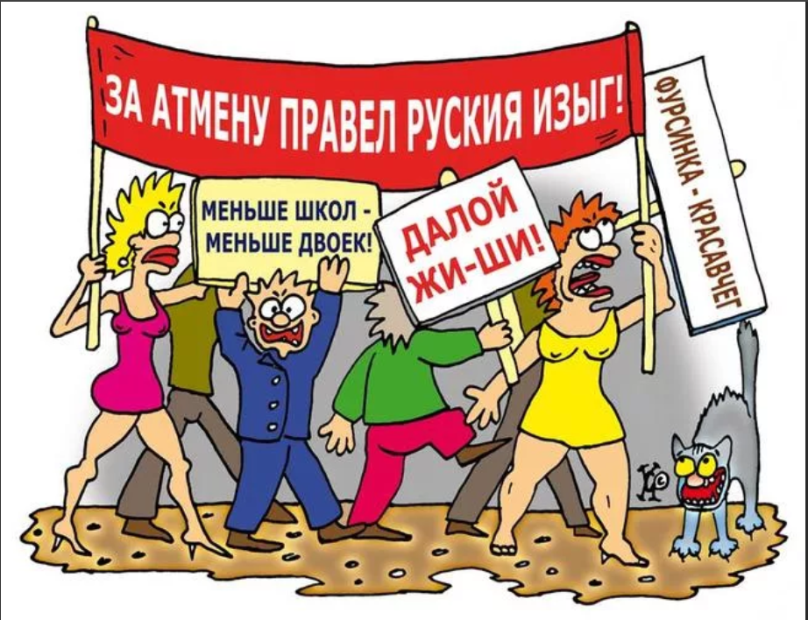 ЗА АТМЕНУ ПРАВЕЛ РУСКИЯ ИЗЫГ!
МЕНЬШЕ ШКОЛ -
МЕНЬШЕ ДВОЕК!
ДАЛОЙ
ЖИ-ШИ!
ФУРСИНКА - КРАСАВЧЕГ